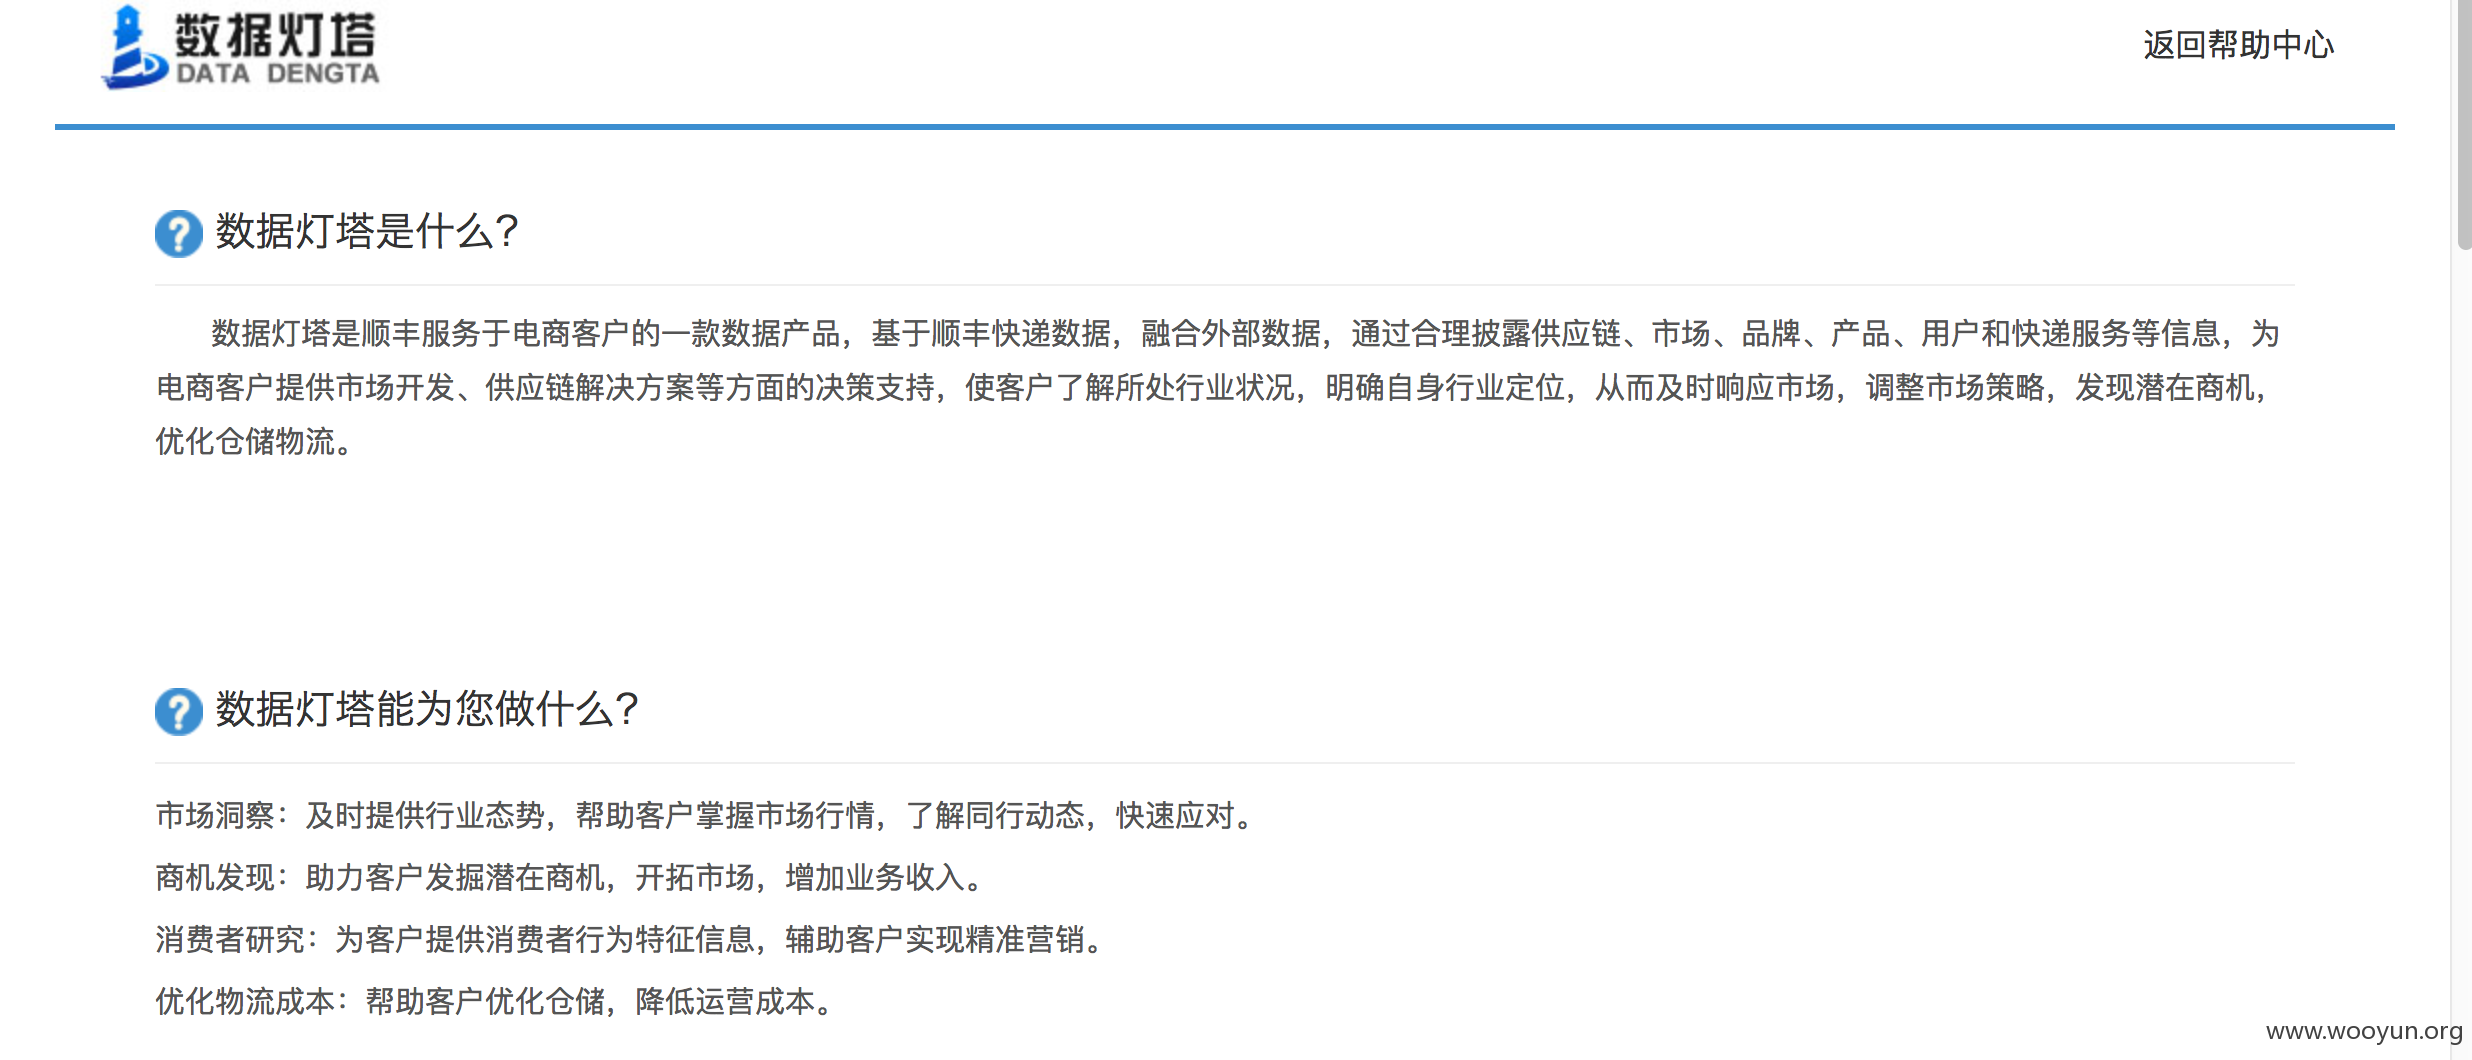 数据灯塔
DATA DENGTA
返回帮助中心
数据灯塔是什么?
数据灯塔是顺丰服务于电商客户的一款数据产品，基于顺丰快递数据，融合外部数据，通过合理披露供应链、市场、品牌、产品、用户和快递服务等信息，为
电商客户提供市场开发、供应链解决方案等方面的决策支持，使客户了解所处行业状况，明确自身行业定位，从而及时响应市场，调整市场策略，发现潜在商机，
优化仓储物流。
数据灯塔能为您做什么?
市场洞察：及时提供行业态势，帮助客户掌握市场行情，了解同行动态，快速应对。
商机发现：助力客户发掘潜在商机，开拓市场，增加业务收入。
消费者研究：为客户提供消费者行为特征信息，辅助客户实现精准营销。
优化物流成本：帮助客户优化仓储，降低运营成本。
www.wooyun.org